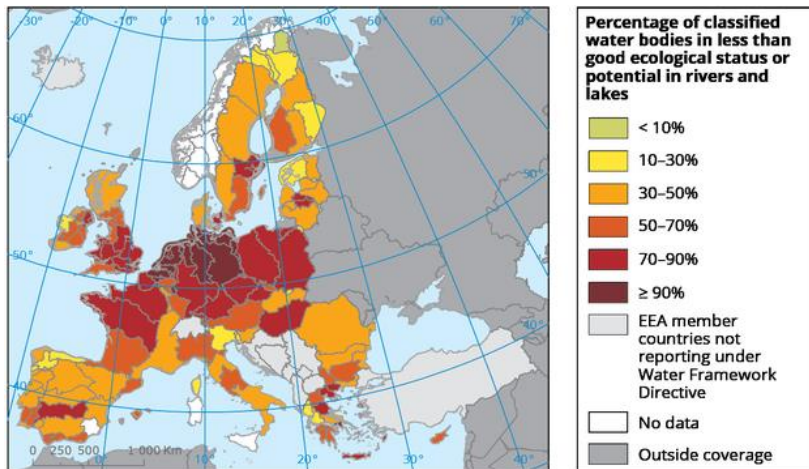 -30° -20° -10° 0° 10° 20° 30° 40° 50° 60° 70°
60°
50°
50°
40°
40°
0 250 500 1 000 Km
0° 10° 20° 30° 40°
Percentage of classified
water bodies in less than
good ecological status or
potential in rivers and
lakes
< 10%
10–30%
30–50%
50–70%
70–90%
≥ 90%
EEA member
countries not
reporting under
Water Framework
Directive
No data
Outside coverage